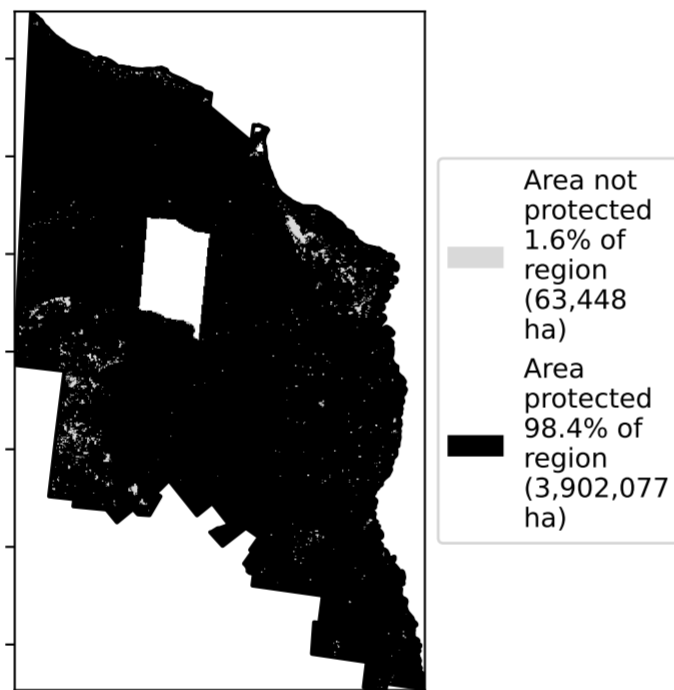 Area not
protected
1.6% of
region
(63,448
ha)
Area
protected
98.4% of
region
(3,902,077
ha)